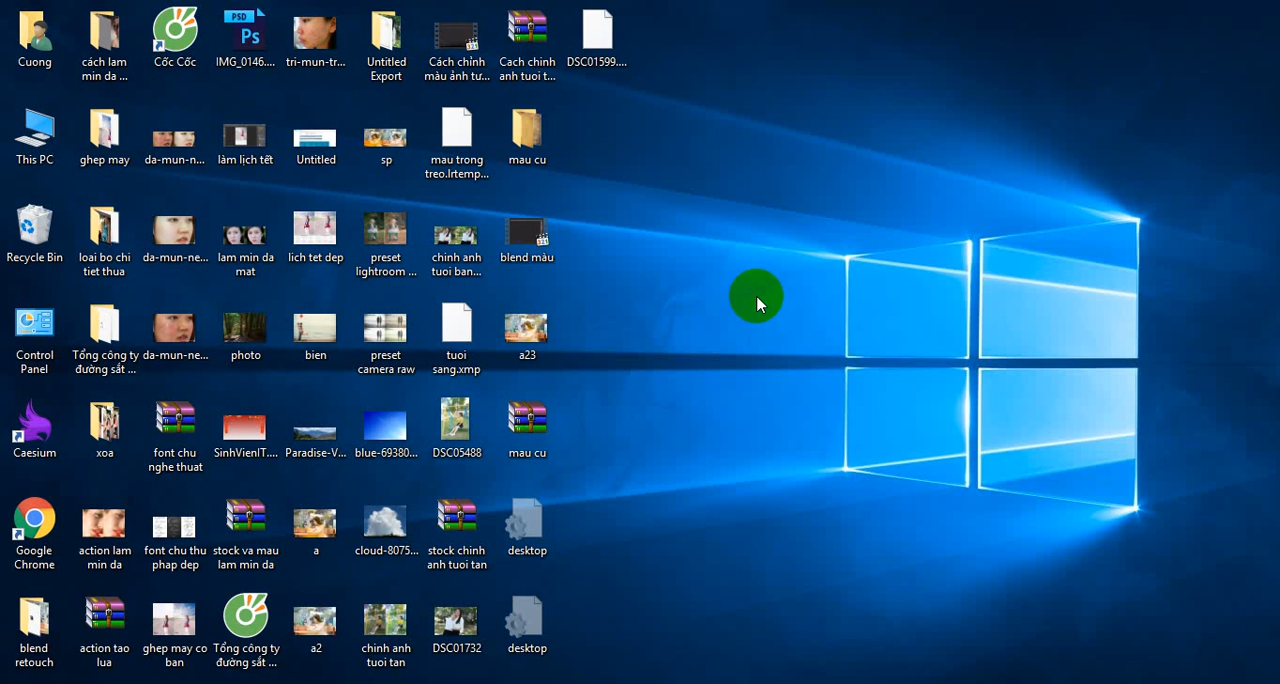 Cuong
cách lam
min da ...
Cốc Cốc
PSD
Ps
IMG_0146....
tri-mun-tr...
Untitled
Export
Cách chỉnh
màu ảnh tư...
Cach chinh
anh tuoi t...
DSC01599....
This PC
ghep may
da-mun-n...
làm lịch tết
Untitled
sp
mau trong
treo.lrtemp...
mau cu
Recycle Bin
loai bo chi
tiet thua
da-mun-ne...
lam min da
mat
lich tet dep
preset
lightroom ...
chinh anh
tuoi ban...
blend màu
Control
Panel
Tổng công ty
đường sắt ...
da-mun-ne...
photo
bien
preset
camera raw
tuoi
sang.xmp
a23
Caesium
xoa
font chu
nghe thuat
SinhVienIT....
Paradise-V...
blue-69380...
DSC05488
mau cu
Google
Chrome
action lam
min da
font chu thu
phap dep
stock va mau
lam min da
a
cloud-8075...
stock chinh
anh tuoi tan
desktop
blend
retouch
action tao
lua
ghep may co
ban
Tổng công ty
đường sắt ...
a2
chinh anh
tuoi tan
DSC01732
desktop